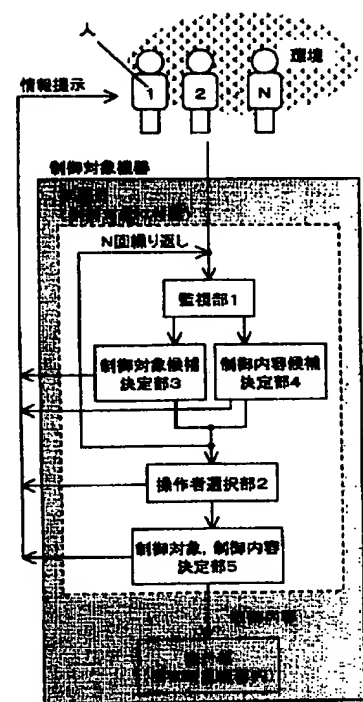 人
環境
情報提示
1
2
N
制御対象機器
N回繰り返し
監視部1
制御対象候補
決定部3
制御内容候補
決定部4
操作者選択部2
制御対象,制御内容
決定部5